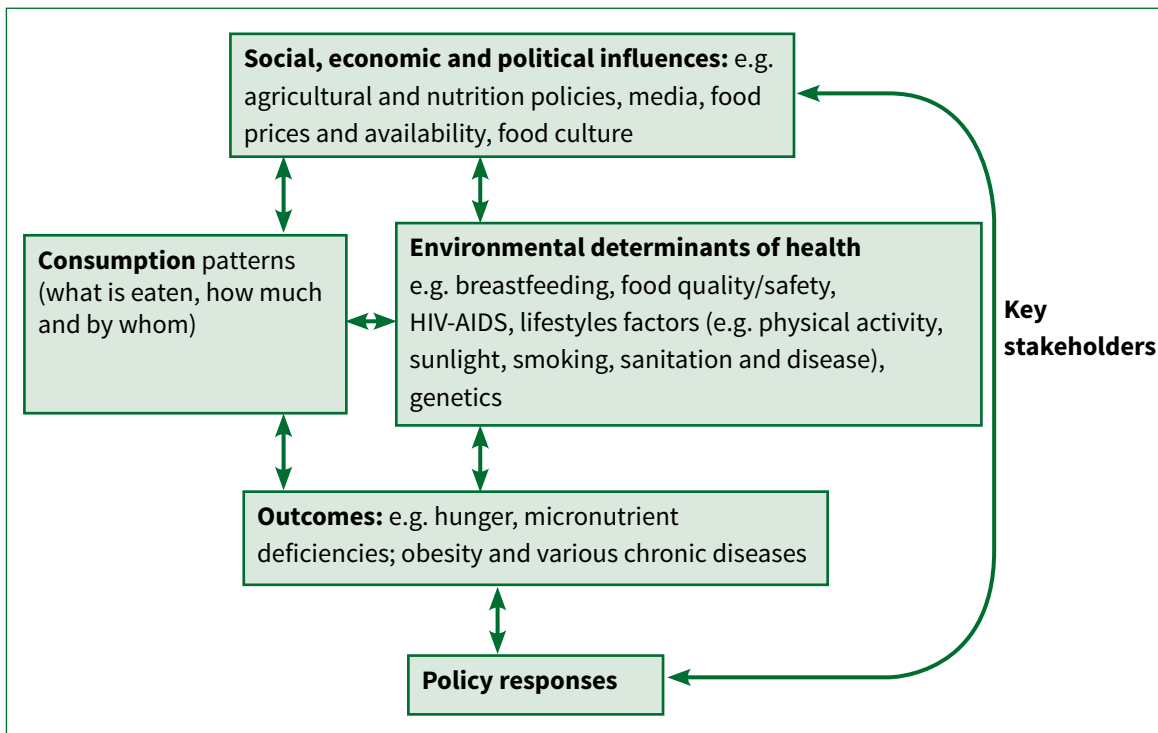 Social, economic and political influences: e.g.
agricultural and nutrition policies, media, food
prices and availability, food culture
Consumption patterns
(what is eaten, how much
and by whom)
Environmental determinants of health
e.g. breastfeeding, food quality/safety,
HIV-AIDS, lifestyles factors (e.g. physical activity,
sunlight, smoking, sanitation and disease),
genetics
Key
stakeholders
Outcomes: e.g. hunger, micronutrient
deficiencies; obesity and various chronic diseases
Policy responses